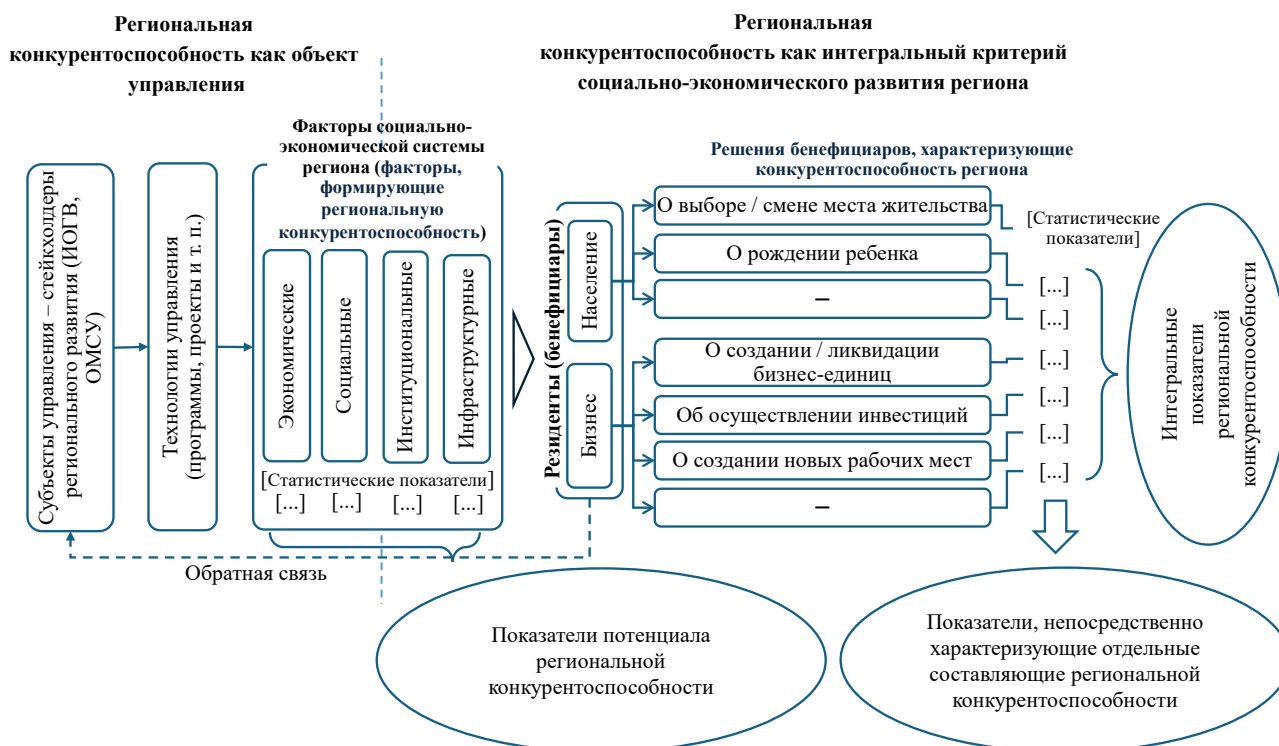 Региональная
конкурентоспособность как объект
управления
Региональная
конкурентоспособность как интегральный критерий
социально-экономического развития региона
Субъекты управления – стейкхолдеры
регионального развития (ИОГВ,
ОМСУ)
Технологии управления
(программы, проекты и т. п.)
Факторы социально-
экономической системы
региона (факторы,
формирующие
региональную
конкурентоспособность)
Экономические
Социальные
Институциональные
Инфраструктурные
[Статистические показатели]
[...]
[...]
[...]
[...]
Обратная связь
Резиденты (бенефициары)
Население
Бизнес
Решения бенефициаров, характеризующие
конкурентоспособность региона
О выборе / смене места жительства
О рождении ребенка
–
О создании / ликвидации
бизнес-единиц
Об осуществлении инвестиций
О создании новых рабочих мест
–
[Статистические
показатели]
[...]
[...]
[...]
[...]
[...]
[...]
Интегральные
показатели
региональной
конкурентоспособности
Показатели потенциала
региональной
конкурентоспособности
Показатели, непосредственно
характеризующие отдельные
составляющие региональной
конкурентоспособности